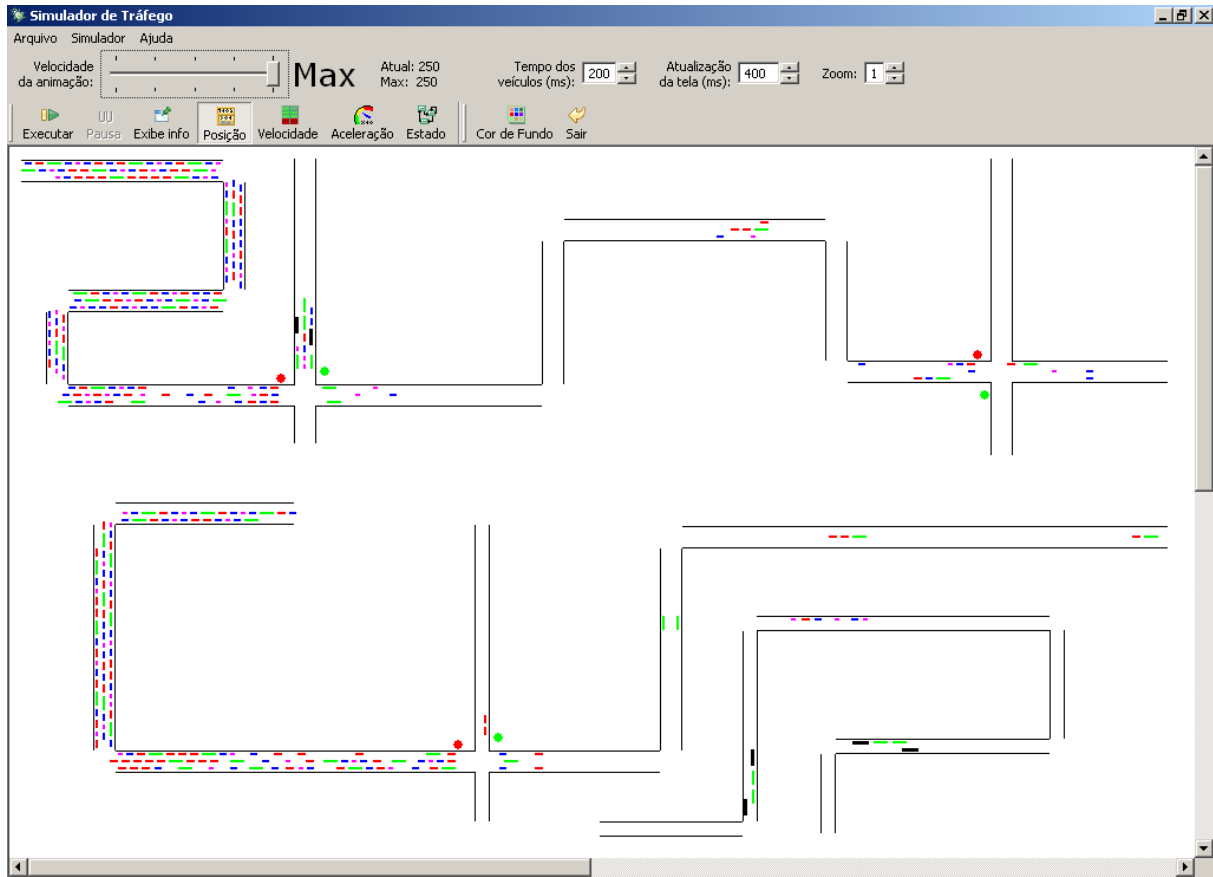 Simulador de Tráfego
Arquivo Simulador Ajuda
Velocidade
da animação:
Max
Atual: 250
Max: 250
Tempo dos
veículos (ms):
200
Atualização
da tela (ms):
400
Zoom:
1
Executar Pausa Exibe info Posição Velocidade Aceleração Estado Cor de Fundo Sair